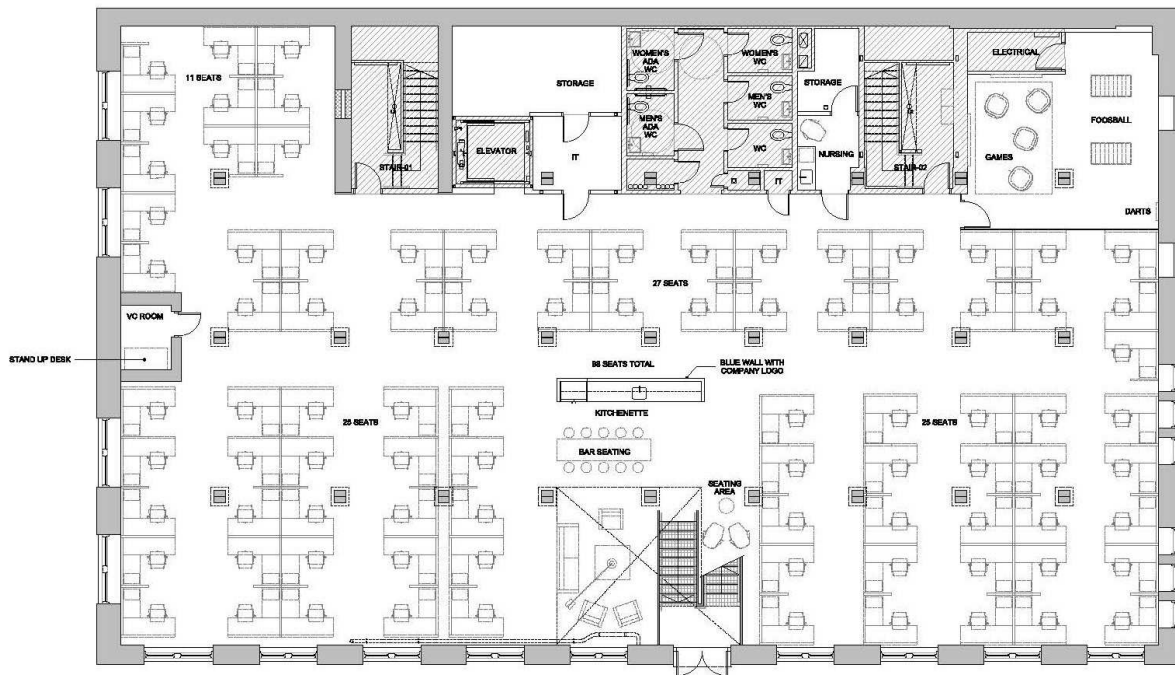 WOMEN'S
ADA
WC
WOMEN'S
WC
ELECTRICAL
11 SEATS
STORAGE
STORAGE
MEN'S
WC
FOOSBALL
MEN'S
ADA
WC
ELEVATOR
IT
WC
NURSING
GAMES
STAIR-01
IT
STAIR-02
DARTS
27 SEATS
VC ROOM
STAND UP DESK
98 SEATS TOTAL
BLUE WALL WITH
COMPANY LOGO
KITCHENETTE
25 SEATS
25 SEATS
BAR SEATING
SEATING
AREA